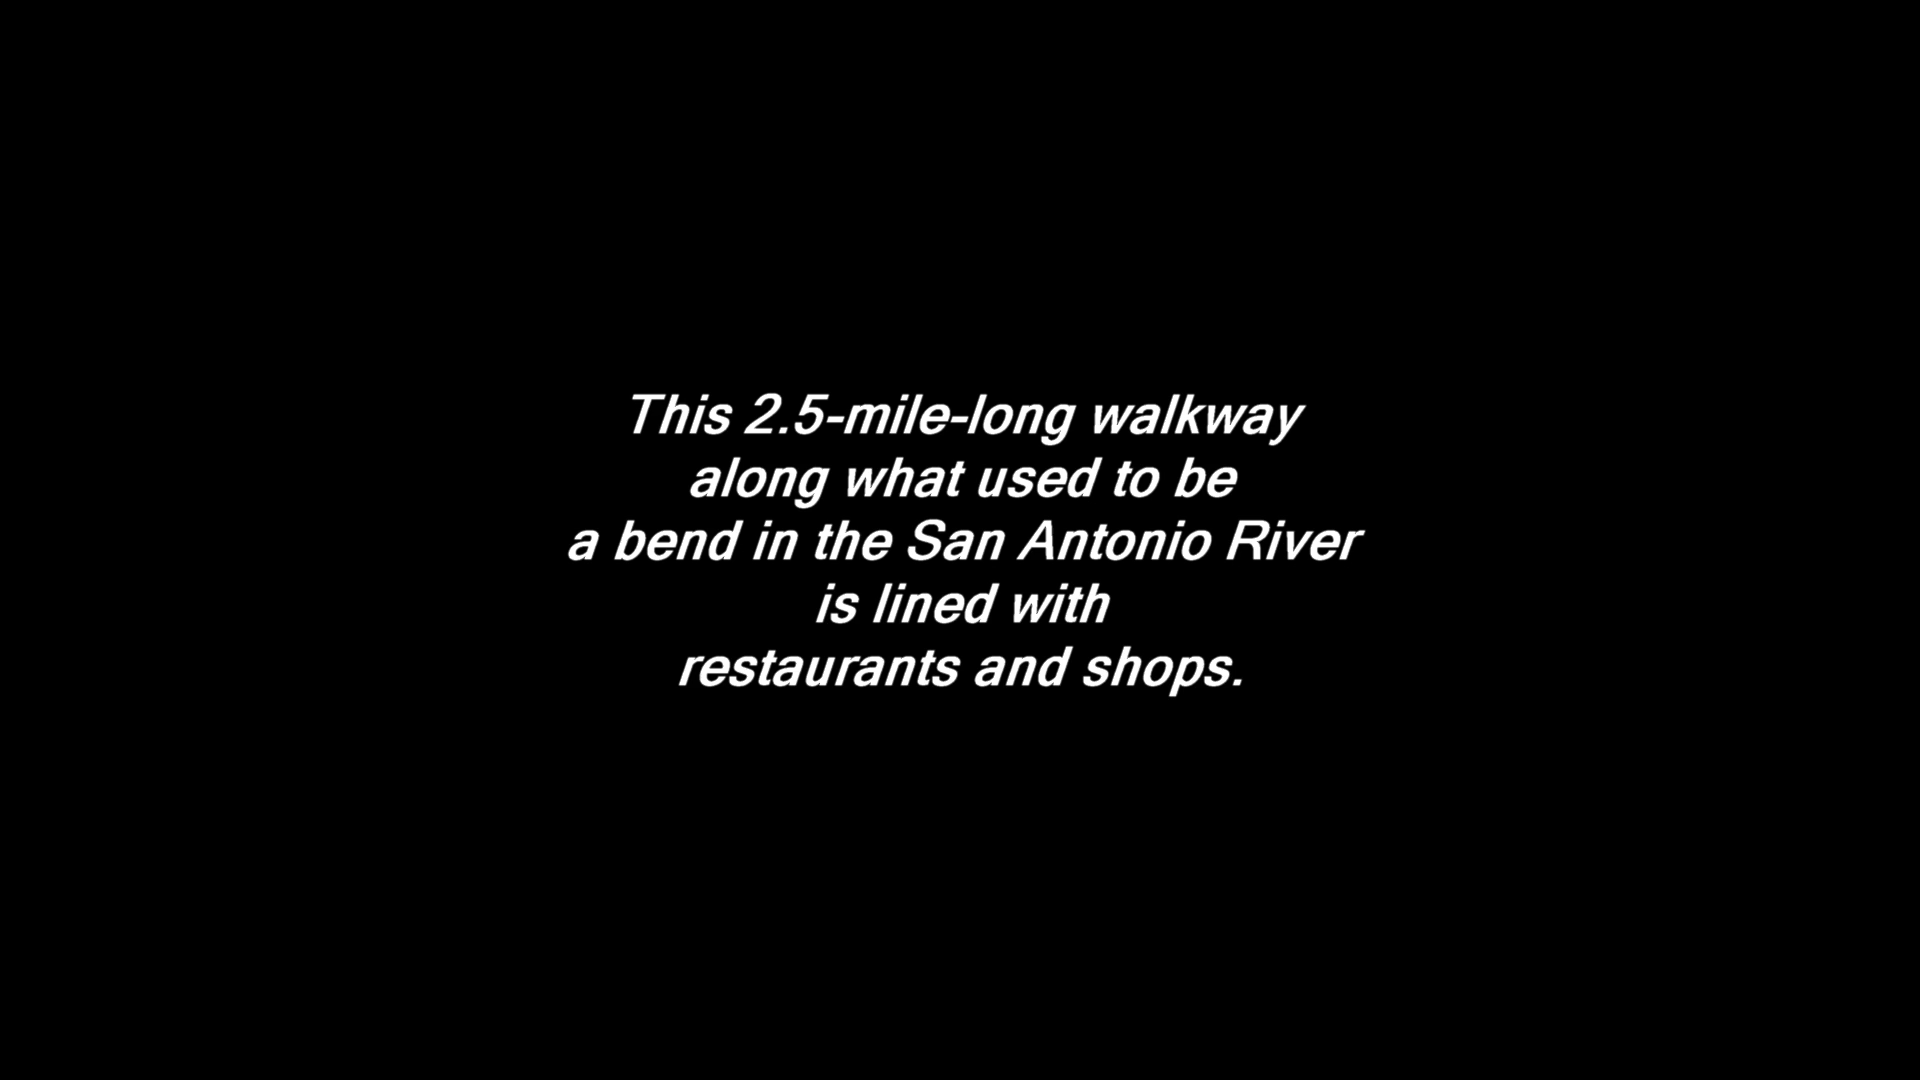 This 2.5-mile-long walkway
along what used to be
a bend in the San Antonio River
is lined with
restaurants and shops.